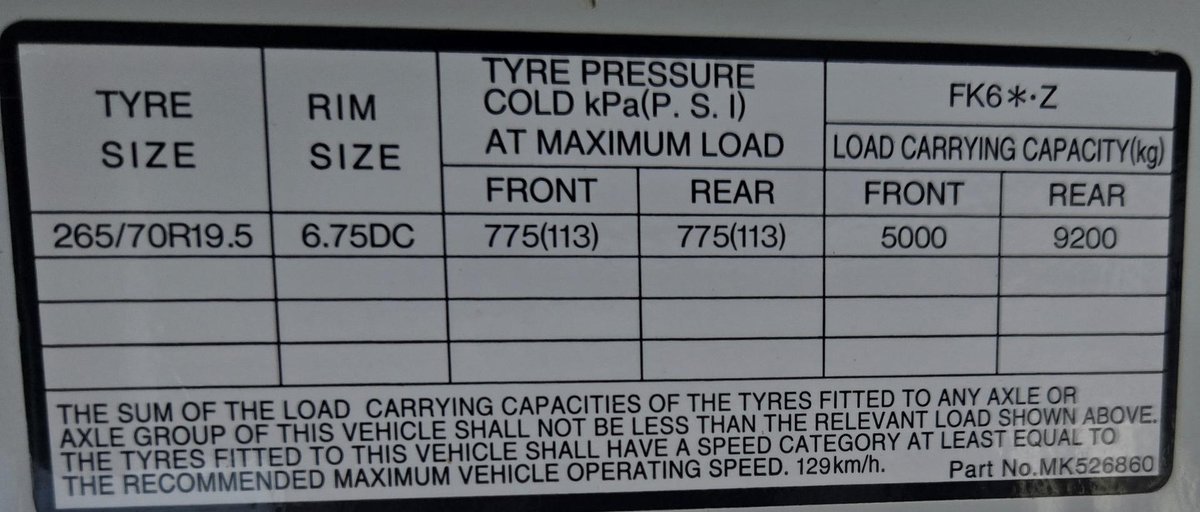 TYRE SIZE
RIM SIZE
TYRE PRESSURE
COLD kPa(P. S. I)
AT MAXIMUM LOAD
FK6*·Z
LOAD CARRYING CAPACITY(kg)
FRONT REAR FRONT REAR
265/70R19.5 6.75DC 775(113) 775(113) 5000 9200
THE SUM OF THE LOAD CARRYING CAPACITIES OF THE TYRES FITTED TO ANY AXLE OR
AXLE GROUP OF THIS VEHICLE SHALL NOT BE LESS THAN THE RELEVANT LOAD SHOWN ABOVE.
THE TYRES FITTED TO THIS VEHICLE SHALL HAVE A SPEED CATEGORY AT LEAST EQUAL TO
THE RECOMMENDED MAXIMUM VEHICLE OPERATING SPEED. 129km/h. Part No.MK526860